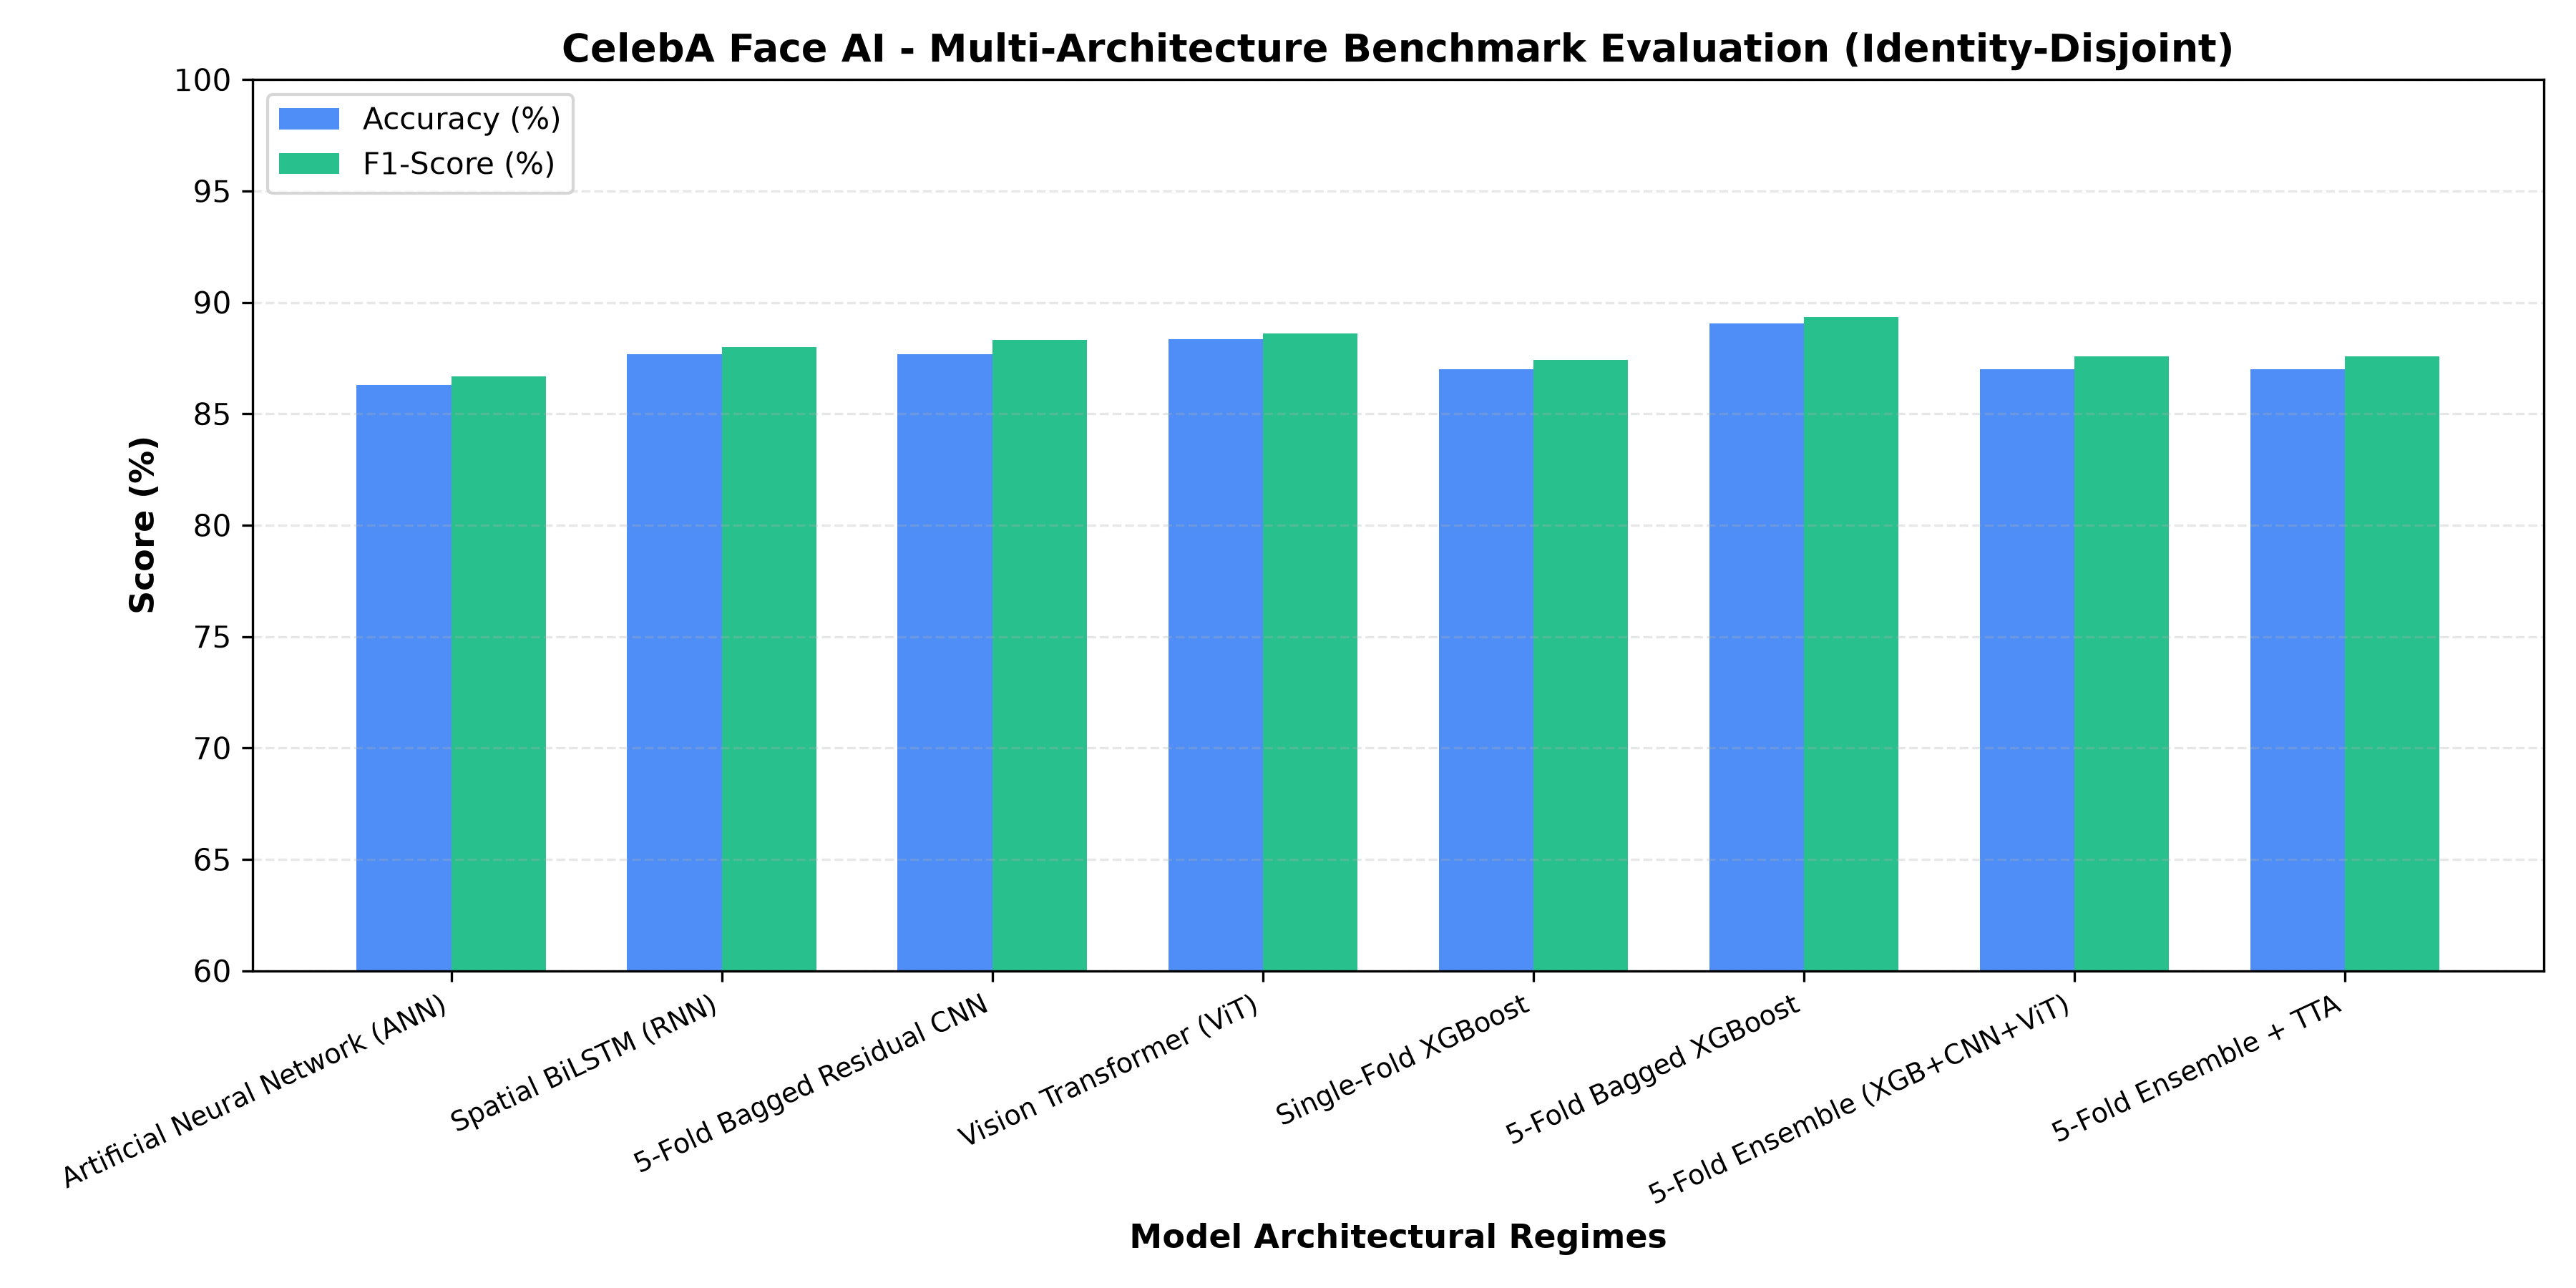 CelebA Face AI - Multi-Architecture Benchmark Evaluation (Identity-Disjoint)
Accuracy (%)
F1-Score (%)
Score (%)
100
95
90
85
80
75
70
65
60
Artificial Neural Network (ANN)
Spatial BiLSTM (RNN)
5-Fold Bagged Residual CNN
Vision Transformer (ViT)
Single-Fold XGBoost
5-Fold Bagged XGBoost
5-Fold Ensemble (XGB+CNN+ViT)
5-Fold Ensemble + TTA
Model Architectural Regimes